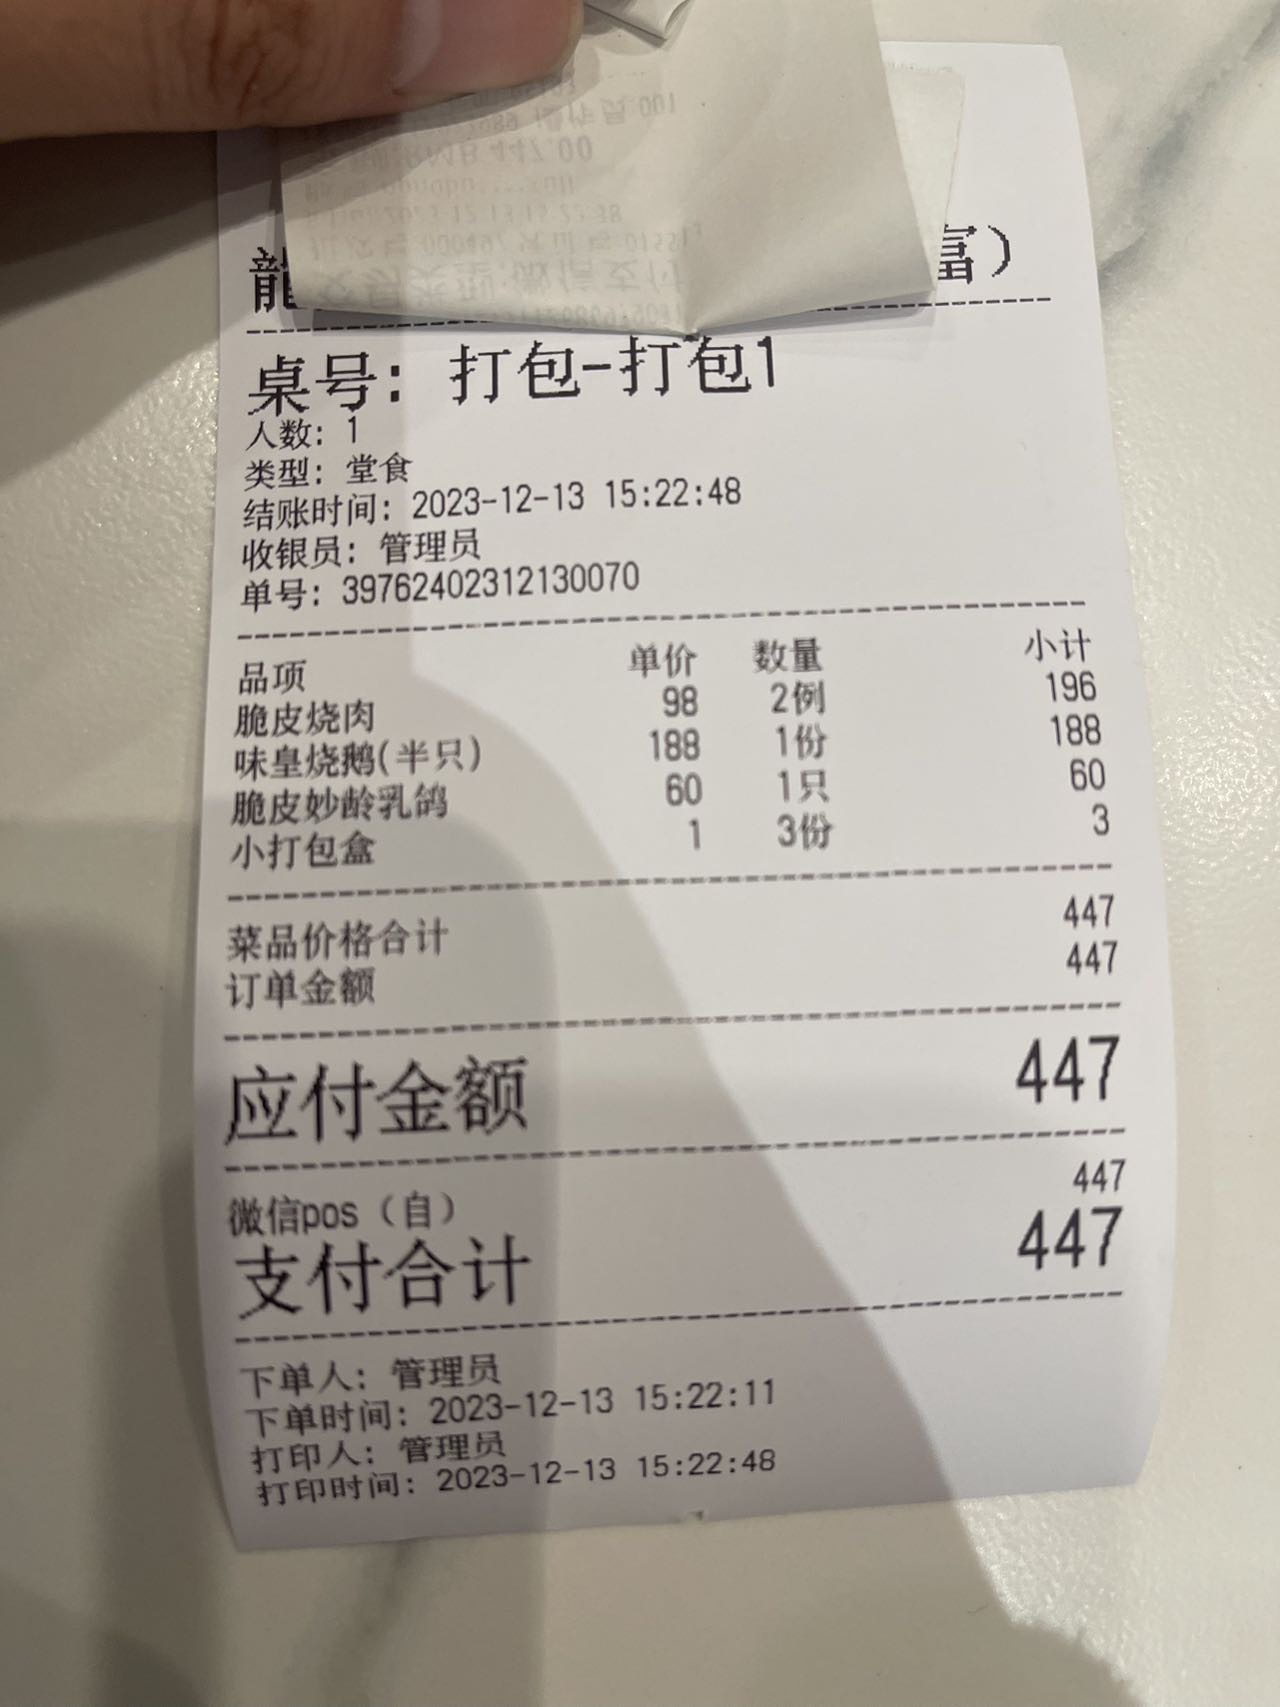 龍
富）
桌号： 打包-打包1
人数： 1
类型： 堂食
结账时间： 2023-12-13 15:22:48
收银员： 管理员
单号： 39762402312130070
品项 单价 数量 小计
脆皮烧肉 98 2例 196
味皇烧鹅(半只) 188 1份 188
脆皮妙龄乳鸽 60 1只 60
小打包盒 1 3份 3
菜品价格合计 447
订单金额 447
应付金额 447
微信pos（自） 447
支付合计 447
下单人： 管理员
下单时间： 2023-12-13 15:22:11
打印人： 管理员
打印时间： 2023-12-13 15:22:48